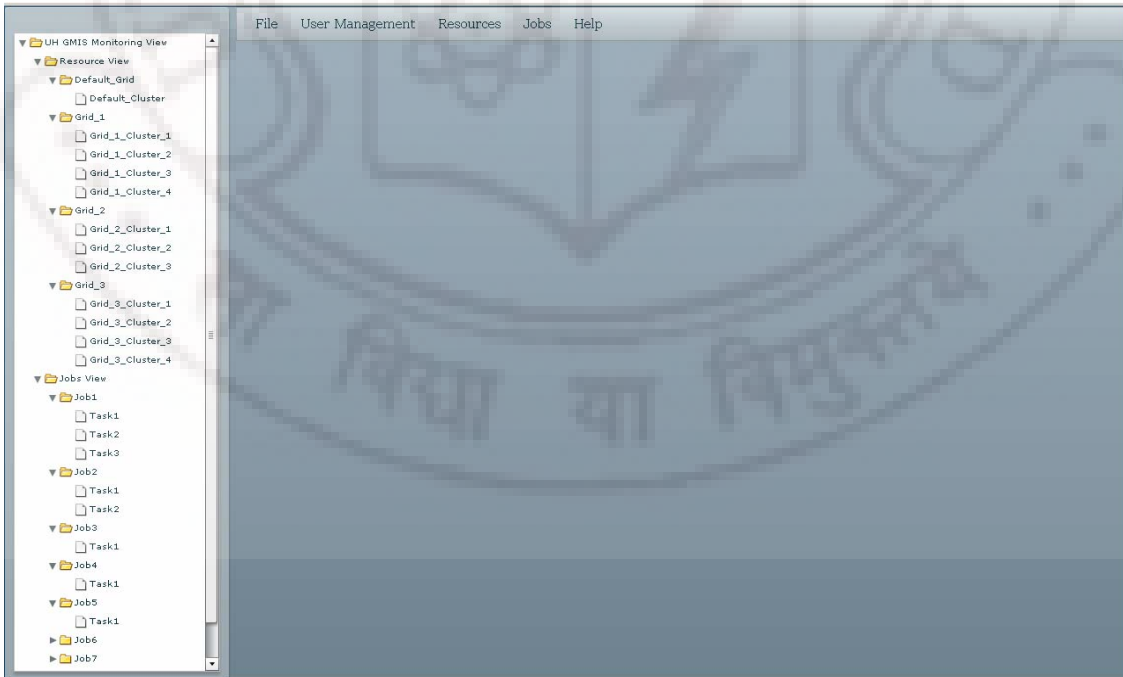 File User Management Resources Jobs Help
UH GMIS Monitoring View
Resource View
Default_Grid
Default_Cluster
Grid_1
Grid_1_Cluster_1
Grid_1_Cluster_2
Grid_1_Cluster_3
Grid_1_Cluster_4
Grid_2
Grid_2_Cluster_1
Grid_2_Cluster_2
Grid_2_Cluster_3
Grid_3
Grid_3_Cluster_1
Grid_3_Cluster_2
Grid_3_Cluster_3
Grid_3_Cluster_4
Jobs View
Job1
Task1
Task2
Task3
Job2
Task1
Task2
Job3
Task1
Job4
Task1
Job5
Task1
Job6
Job7
या विमुक्तये